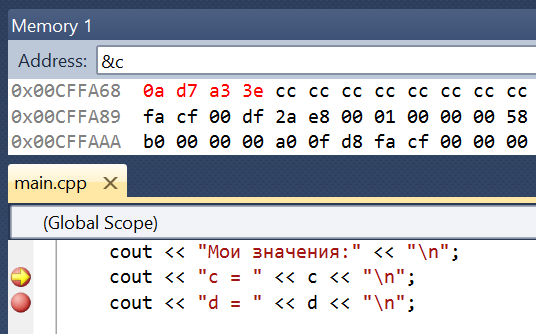 Memory 1
Address: &c
0x00CFFA68 0a d7 a3 3e cc cc cc cc cc cc cc cc
0x00CFFA89 fa cf 00 df 2a e8 00 01 00 00 00 58
0x00CFFAAA b0 00 00 00 a0 0f d8 fa cf 00 00 00
main.cpp
(Global Scope)
cout << "Мои значения:" << "\n";
cout << "c = " << c << "\n";
cout << "d = " << d << "\n";